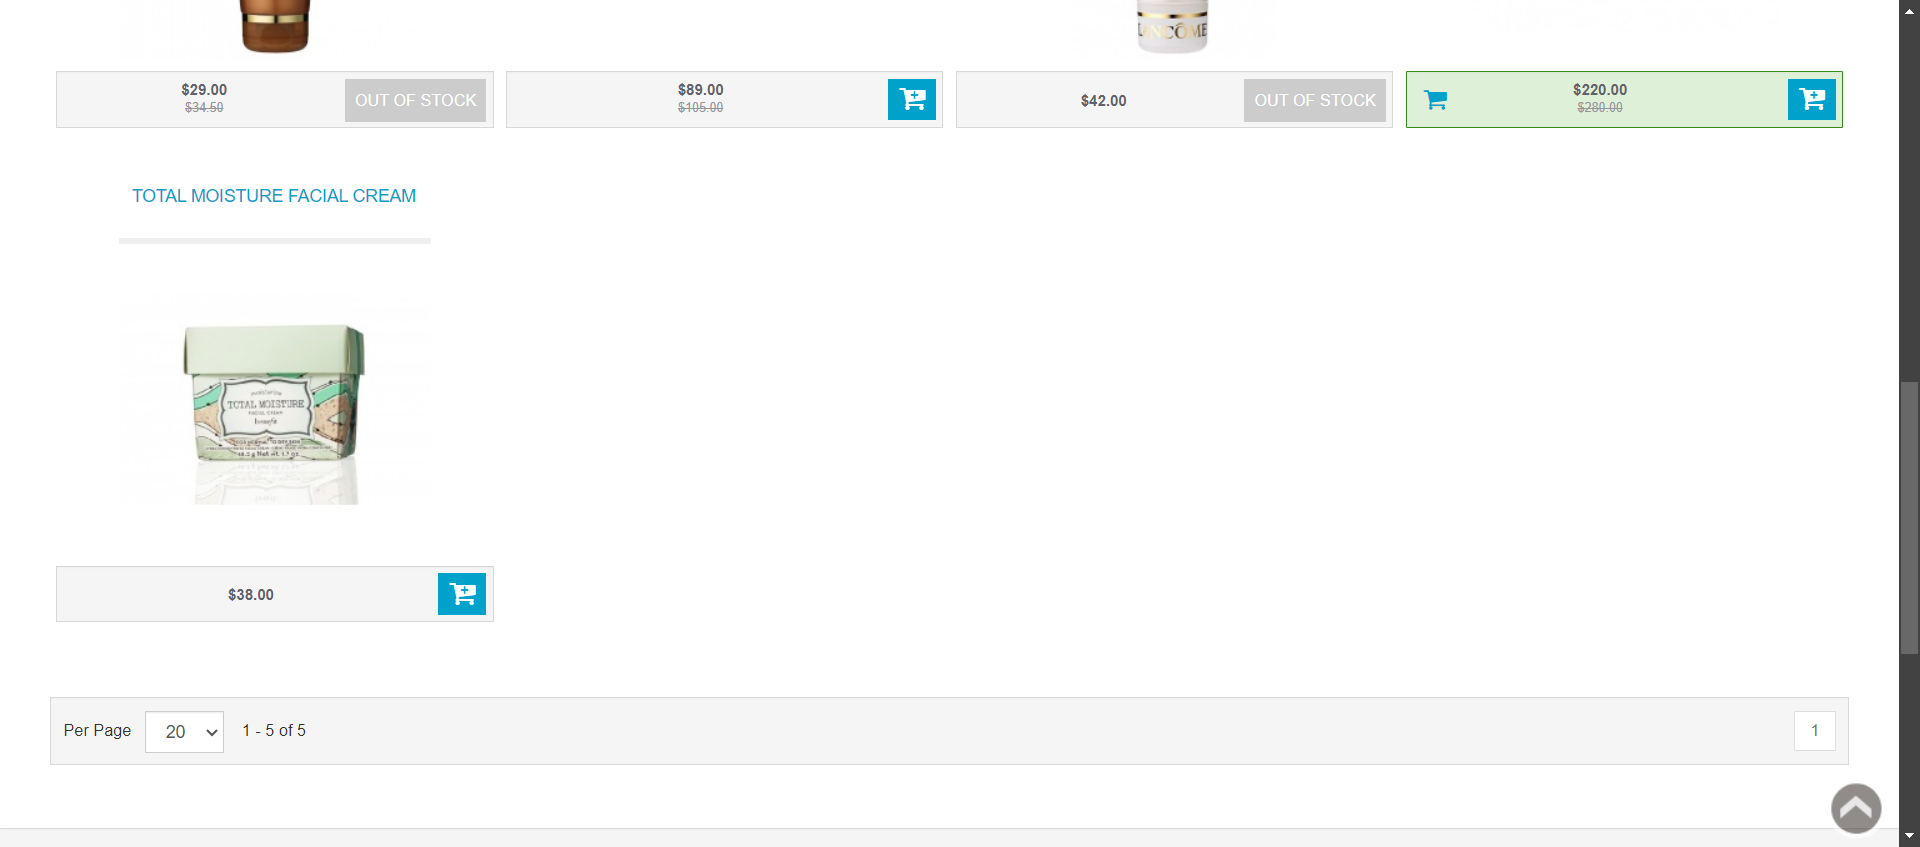 LANCÔME
$29.00
$34.50
OUT OF STOCK
$89.00
$105.00
$42.00
OUT OF STOCK
$220.00
$280.00
TOTAL MOISTURE FACIAL CREAM
TOTAL MOISTURE
FACIAL CREAM
benefit
$38.00
Per Page
20
1 - 5 of 5
1